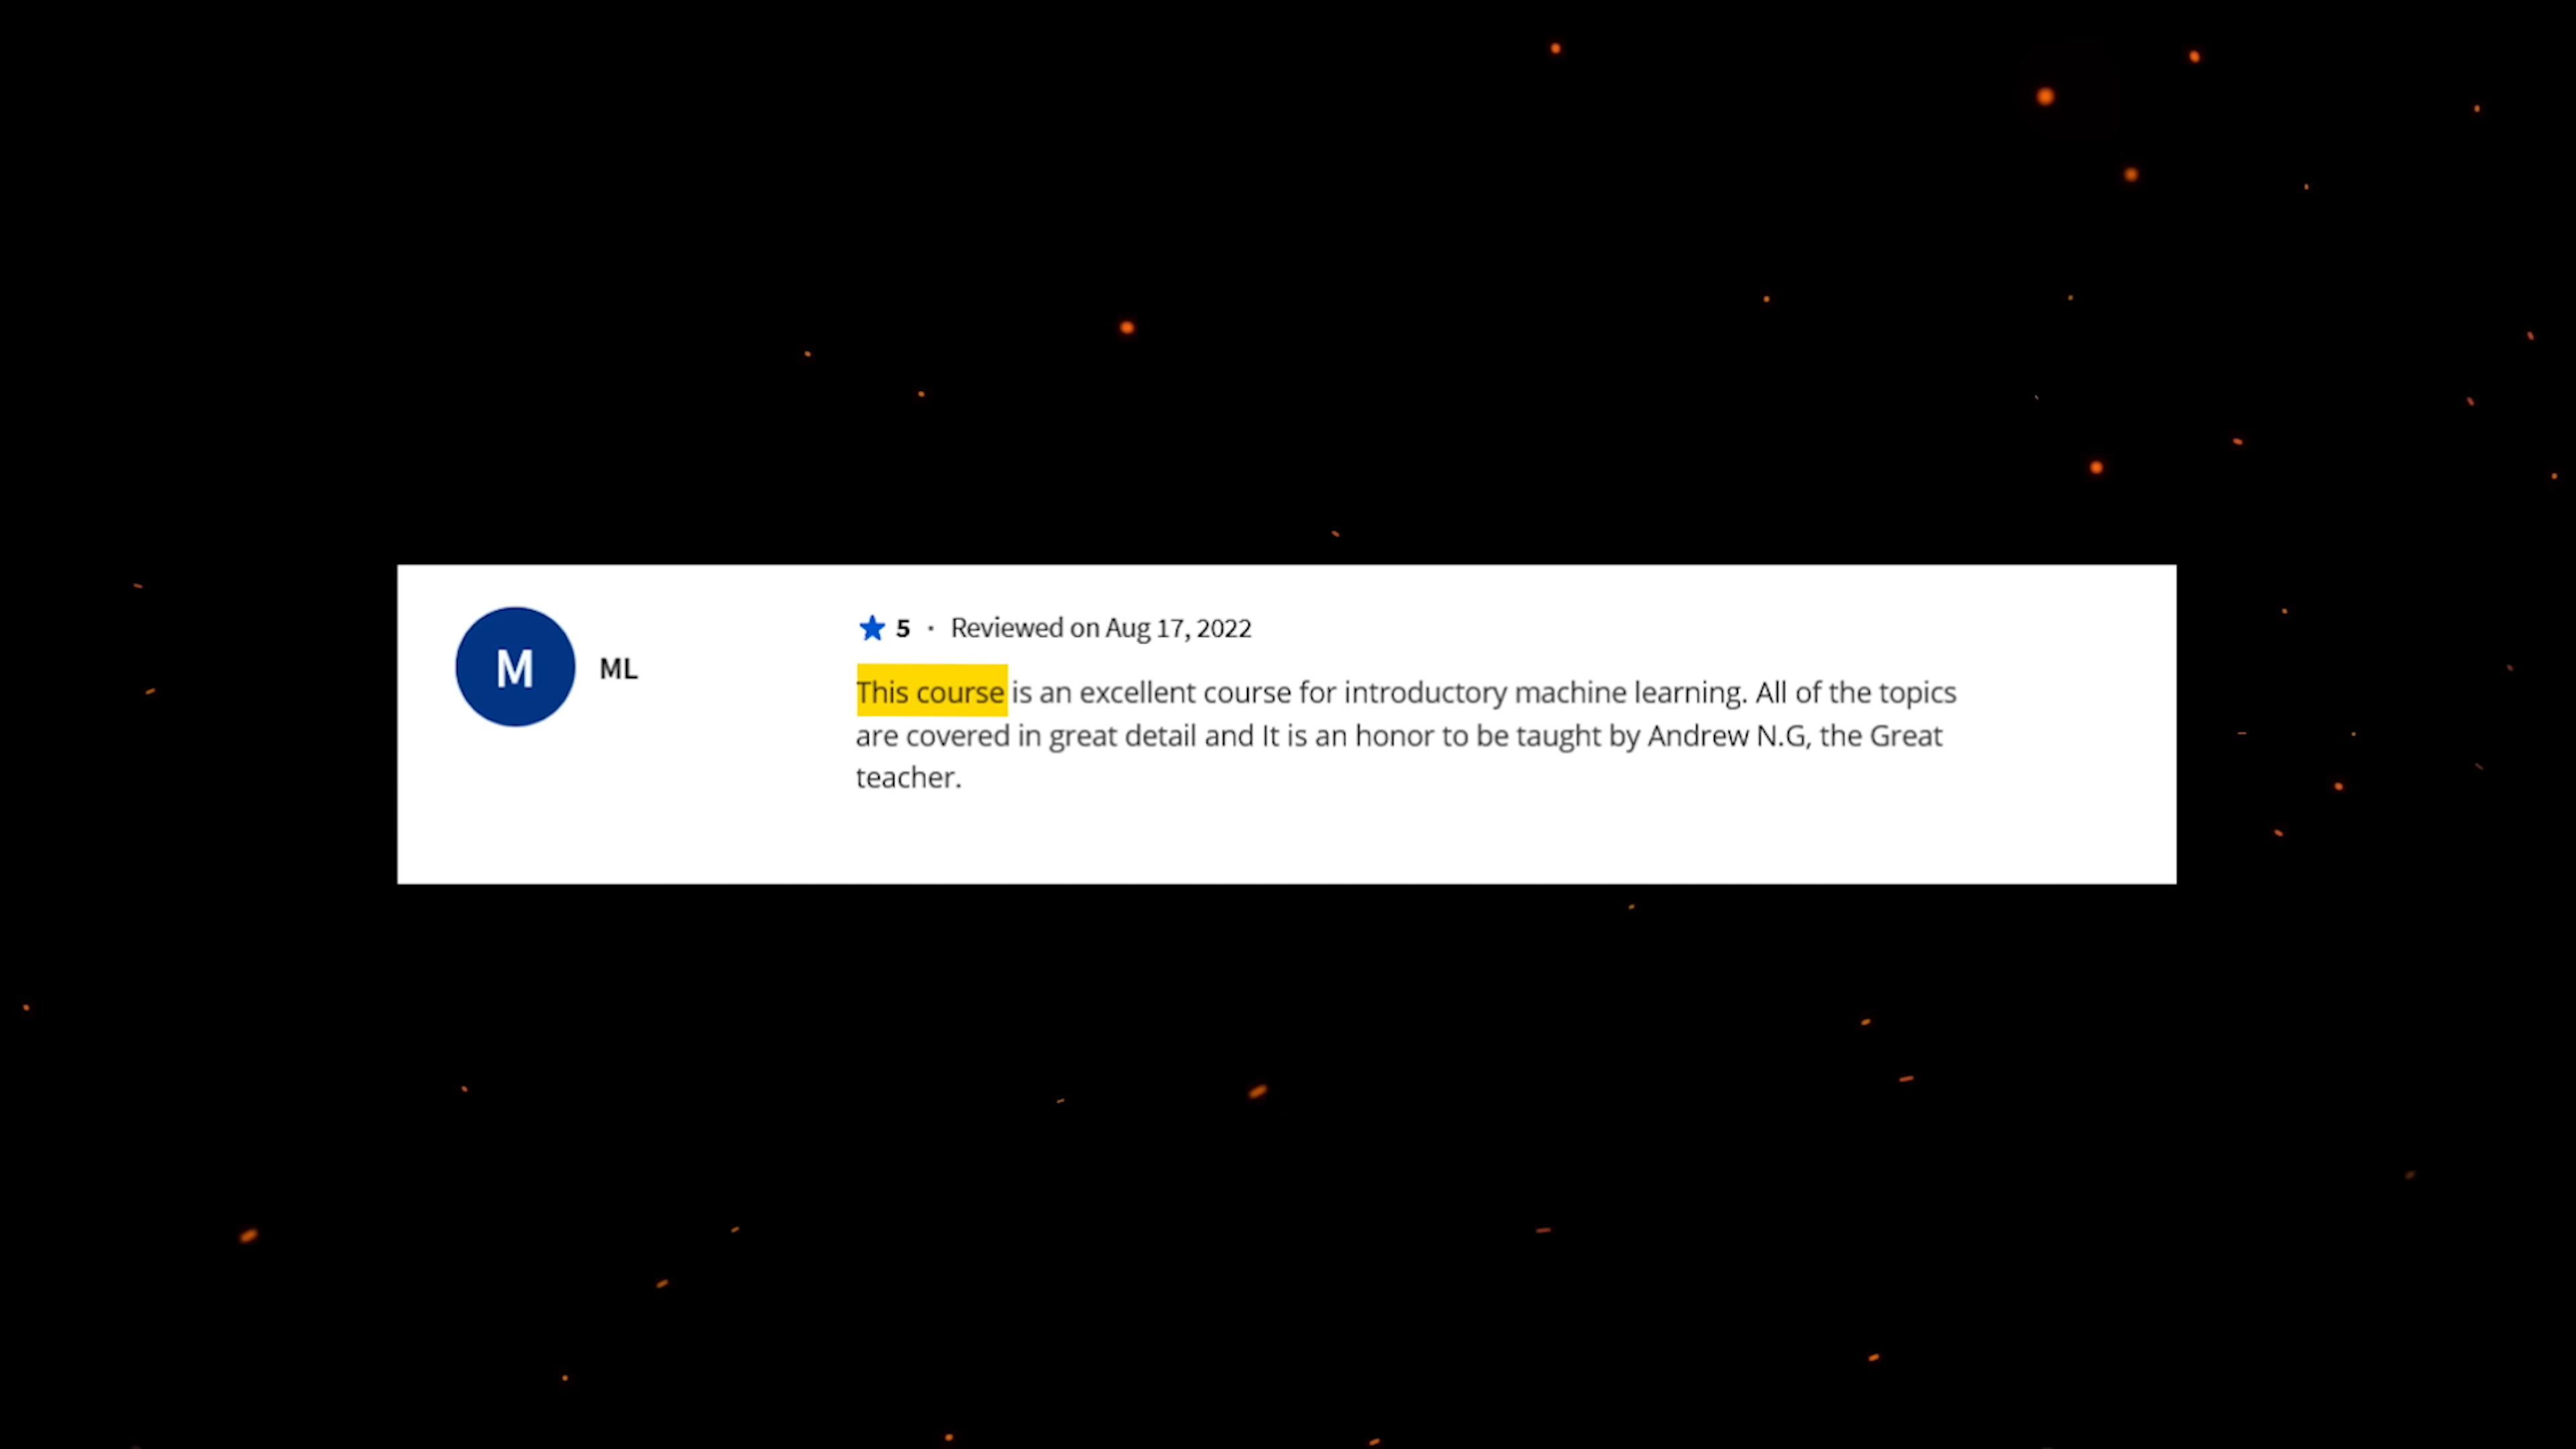 M
ML
5 · Reviewed on Aug 17, 2022
This course is an excellent course for introductory machine learning. All of the topics
are covered in great detail and It is an honor to be taught by Andrew N.G, the Great
teacher.